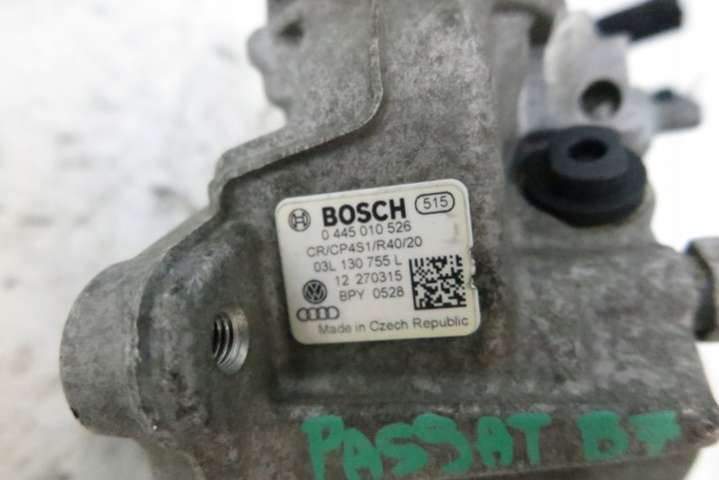 BOSCH 515
0 445 010 526
CR/CP4S1/R40/20
03L 130 755 L
12 270315
BPY 0528
Made in Czech Republic
PASSAT B7